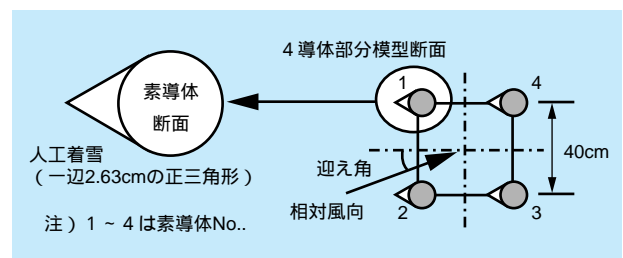 4導体部分模型断面
1
4
素導体
断面
人工着雪
(一辺2.63cmの正三角形)
迎え角
40cm
相対風向
2
3
注)1~4は素導体No..